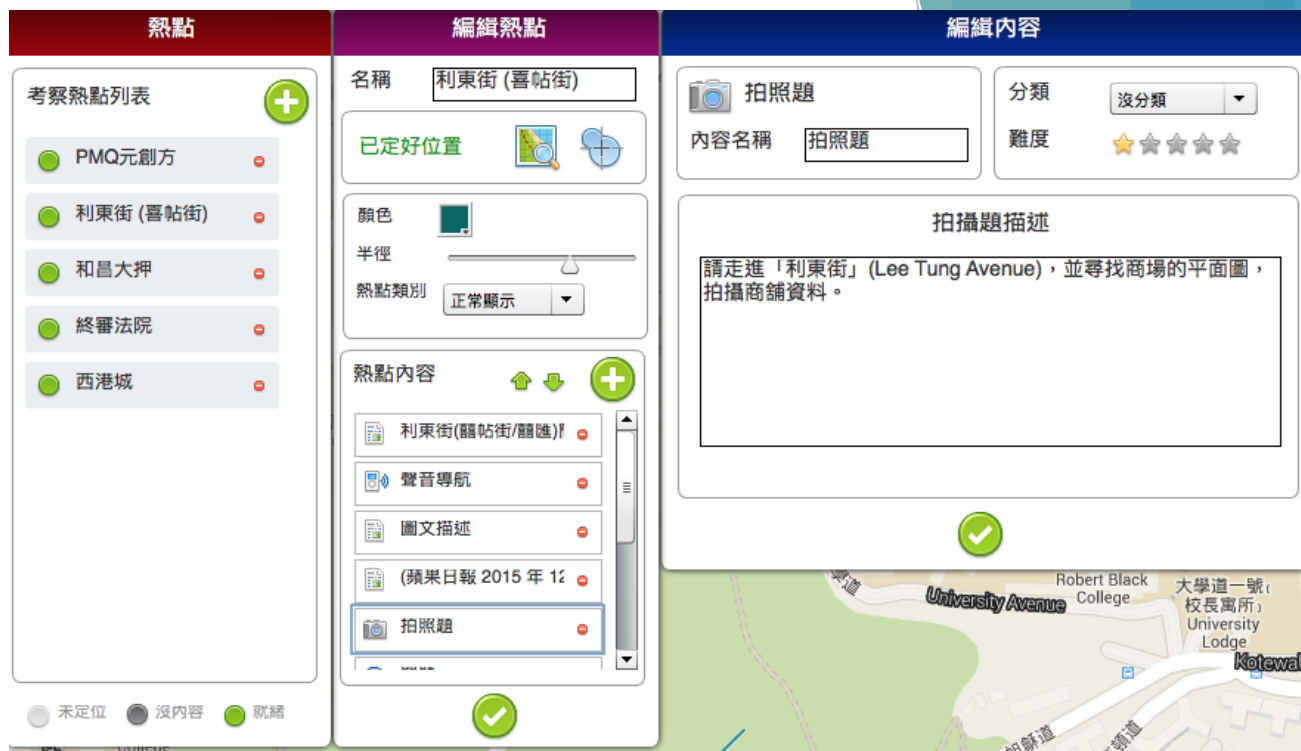 熱點
考察熱點列表
PMQ元創方
利東街 (喜帖街)
和昌大押
終審法院
西港城
未定位
沒內容
就緒
編緝熱點
名稱
利東街 (喜帖街)
已定好位置
顏色
半徑
熱點類別
正常顯示
熱點內容
利東街(囍帖街/囍匯)
聲音導航
圖文描述
(蘋果日報 2015 年 12
拍照題
編緝內容
拍照題
內容名稱
拍照題
分類
沒分類
難度
拍攝題描述
請走進「利東街」(Lee Tung Avenue)，並尋找商場的平面圖，
拍攝商舖資料。
University Avenue
Robert Black
College
大學道一號
校長寓所
University
Lodge
Kotewal